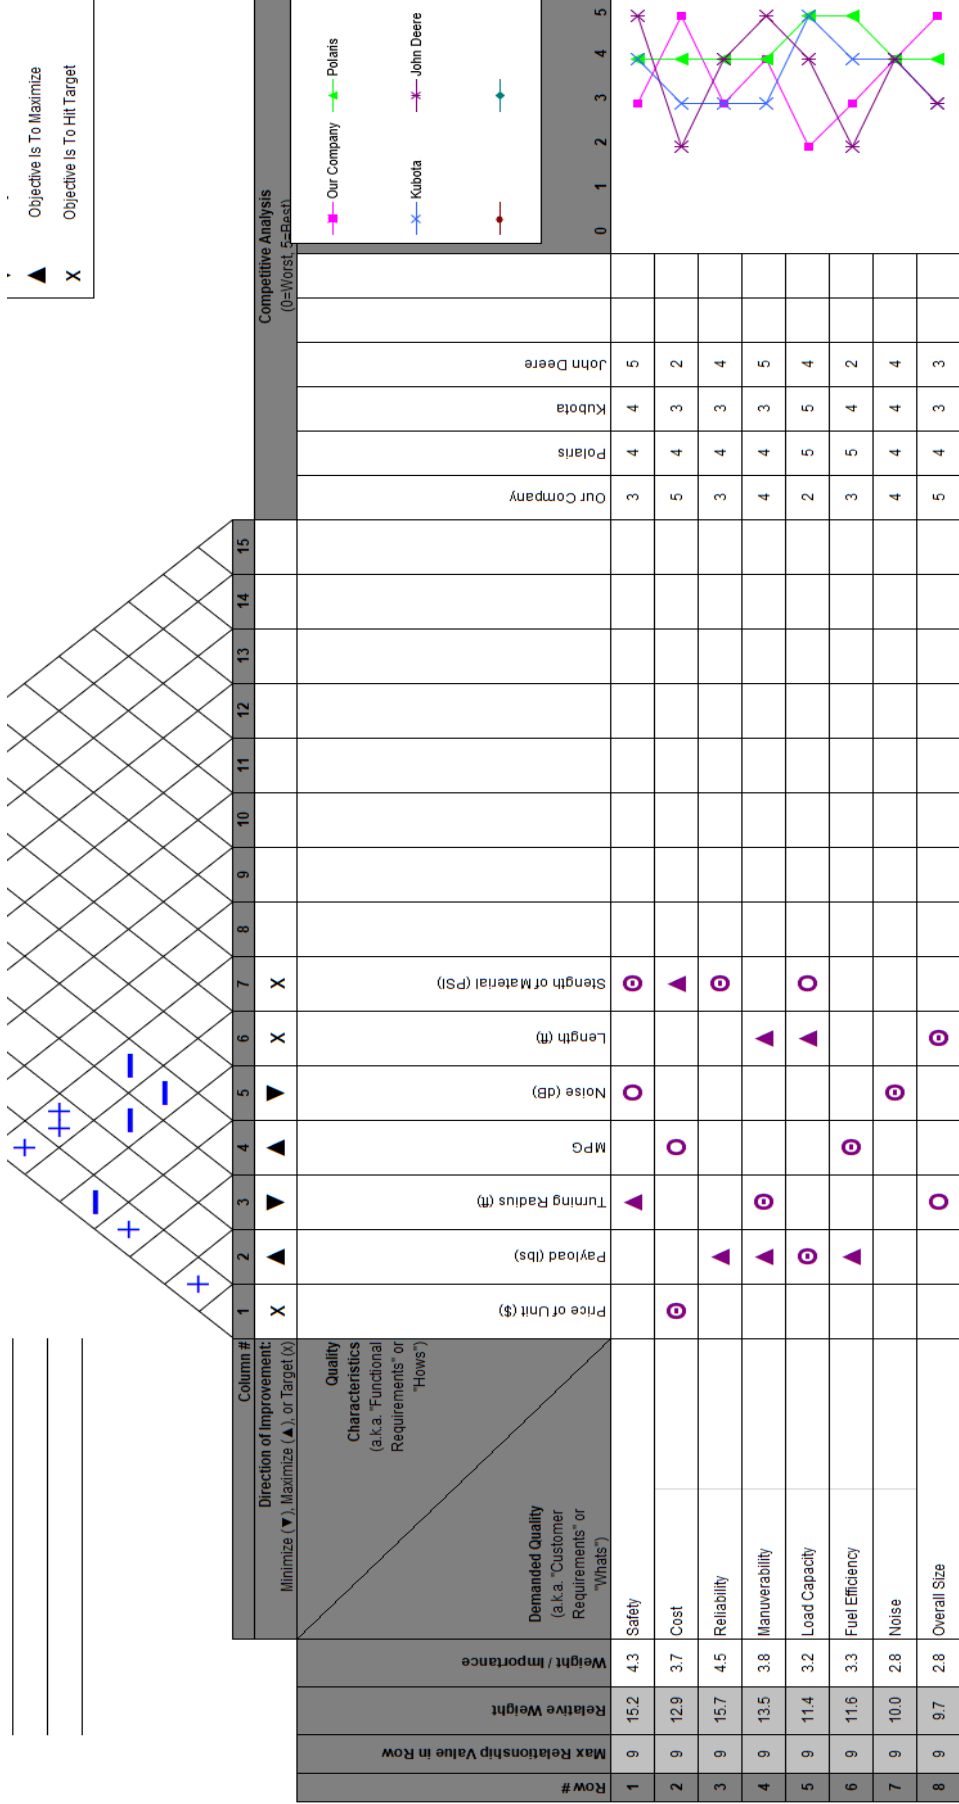 ▲ Objective Is To Maximize
X Objective Is To Hit Target
Column # 1 2 3 4 5 6 7 8 9 10 11 12 13 14 15
Direction of Improvement:
Minimize (▼), Maximize (▲), or Target (x)
X ▲ ▼ ▲ ▼ X X
Competitive Analysis
(0=Worst, 5=Best)
Our Company
Polaris
Kubota
John Deere
Row #
Max Relationship Value in Row
Relative Weight
Weight / Importance
Demanded Quality
(a.k.a. "Customer
Requirements" or
"Whats")
Quality
Characteristics
(a.k.a. "Functional
Requirements" or
"Hows")
Price of Unit ($)
Payload (lbs)
Turning Radius (ft)
MPG
Noise (dB)
Length (ft)
Stength of Material (PSI)
Our Company
Polaris
Kubota
John Deere
0 1 2 3 4 5
1 9 15.2 4.3 Safety ▲ Ο Θ 3 4 4 5
2 9 12.9 3.7 Cost Θ Ο ▲ 5 4 3 2
3 9 15.7 4.5 Reliability ▲ Θ 3 4 3 4
4 9 13.5 3.8 Manuverability ▲ Θ ▲ 4 4 3 5
5 9 11.4 3.2 Load Capacity Θ ▲ Ο 2 5 5 4
6 9 11.6 3.3 Fuel Efficiency ▲ Θ 3 5 4 2
7 9 10.0 2.8 Noise Θ 4 4 4 4
8 9 9.7 2.8 Overall Size Ο Θ 5 4 3 3